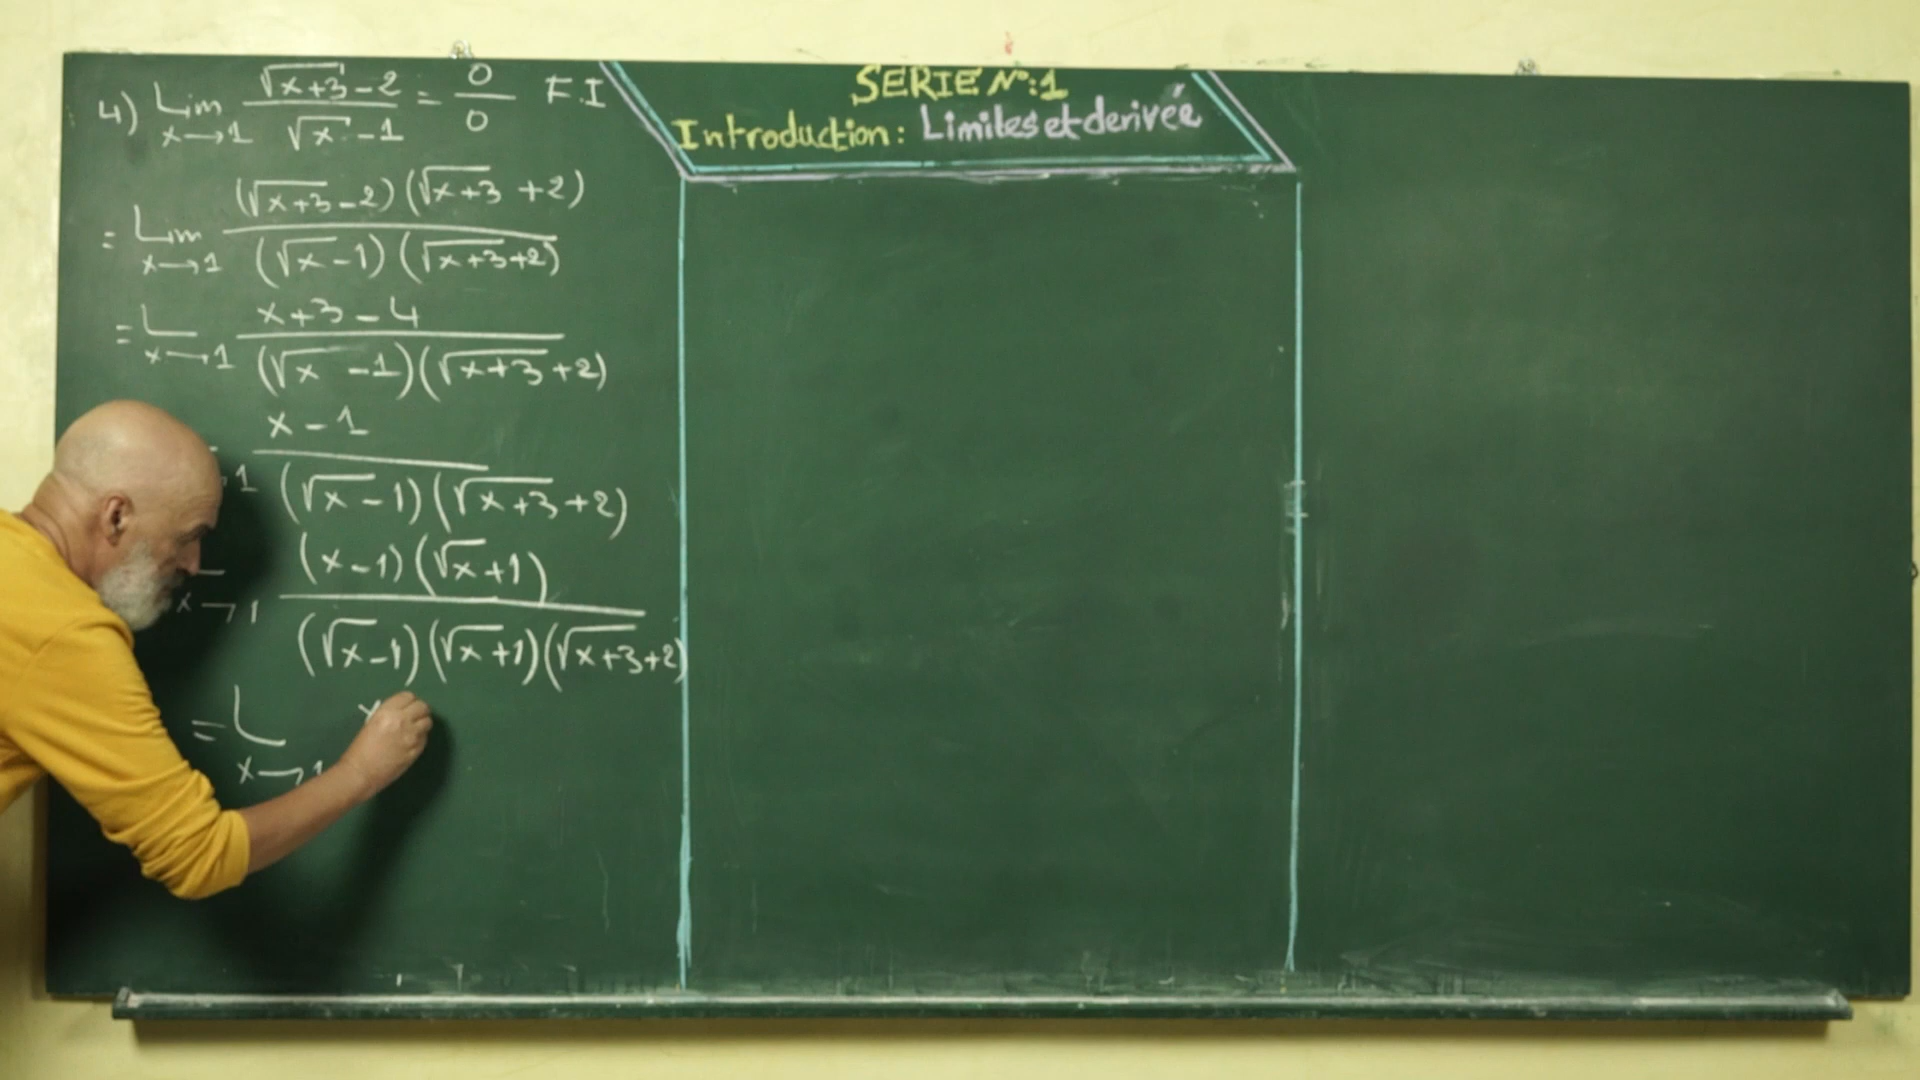 SERIE N°:1
Introduction: Limites et derivée
4) Lim x→1 (√(x+3) - 2)/(√x - 1) = 0/0 F.I
= Lim x→1 ((√(x+3) - 2)(√(x+3) + 2))/((√x - 1)(√(x+3) + 2))
= L x→1 (x+3-4)/((√x - 1)(√(x+3) + 2))
1 (x-1)/((√x - 1)(√(x+3) + 2))
x→1 ((x-1)(√x + 1))/((√x - 1)(√x + 1)(√(x+3) + 2))
= L x→1 x